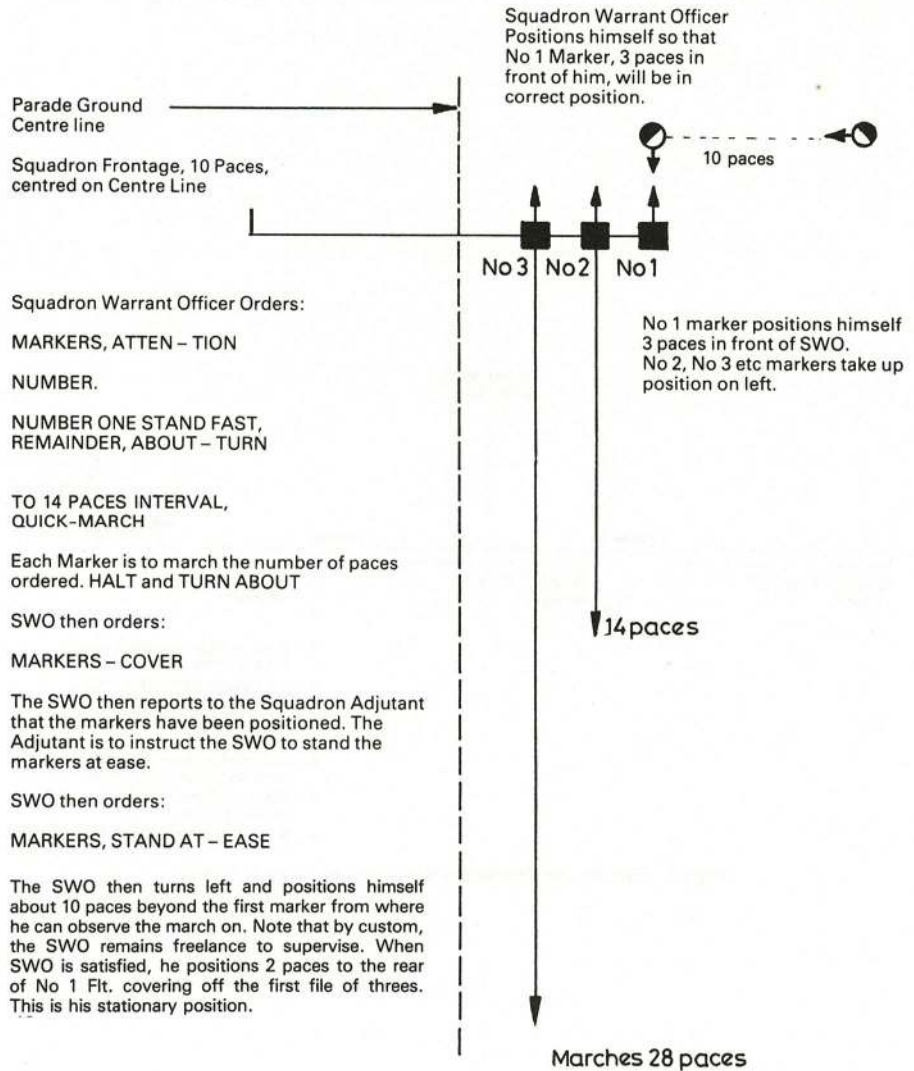 Squadron Warrant Officer
Positions himself so that
No 1 Marker, 3 paces in
front of him, will be in
correct position.
Parade Ground
Centre line
10 paces
Squadron Frontage, 10 Paces,
centred on Centre Line
No 3
No 2
No 1
Squadron Warrant Officer Orders:
MARKERS, ATTEN – TION
NUMBER.
NUMBER ONE STAND FAST,
REMAINDER, ABOUT – TURN
TO 14 PACES INTERVAL,
QUICK-MARCH
Each Marker is to march the number of paces
ordered. HALT and TURN ABOUT
SWO then orders:
MARKERS – COVER
The SWO then reports to the Squadron Adjutant
that the markers have been positioned. The
Adjutant is to instruct the SWO to stand the
markers at ease.
SWO then orders:
MARKERS, STAND AT – EASE
The SWO then turns left and positions himself
about 10 paces beyond the first marker from where
he can observe the march on. Note that by custom,
the SWO remains freelance to supervise. When
SWO is satisfied, he positions 2 paces to the rear
of No 1 Flt. covering off the first file of threes.
This is his stationary position.
No 1 marker positions himself
3 paces in front of SWO.
No 2, No 3 etc markers take up
position on left.
14 paces
Marches 28 paces